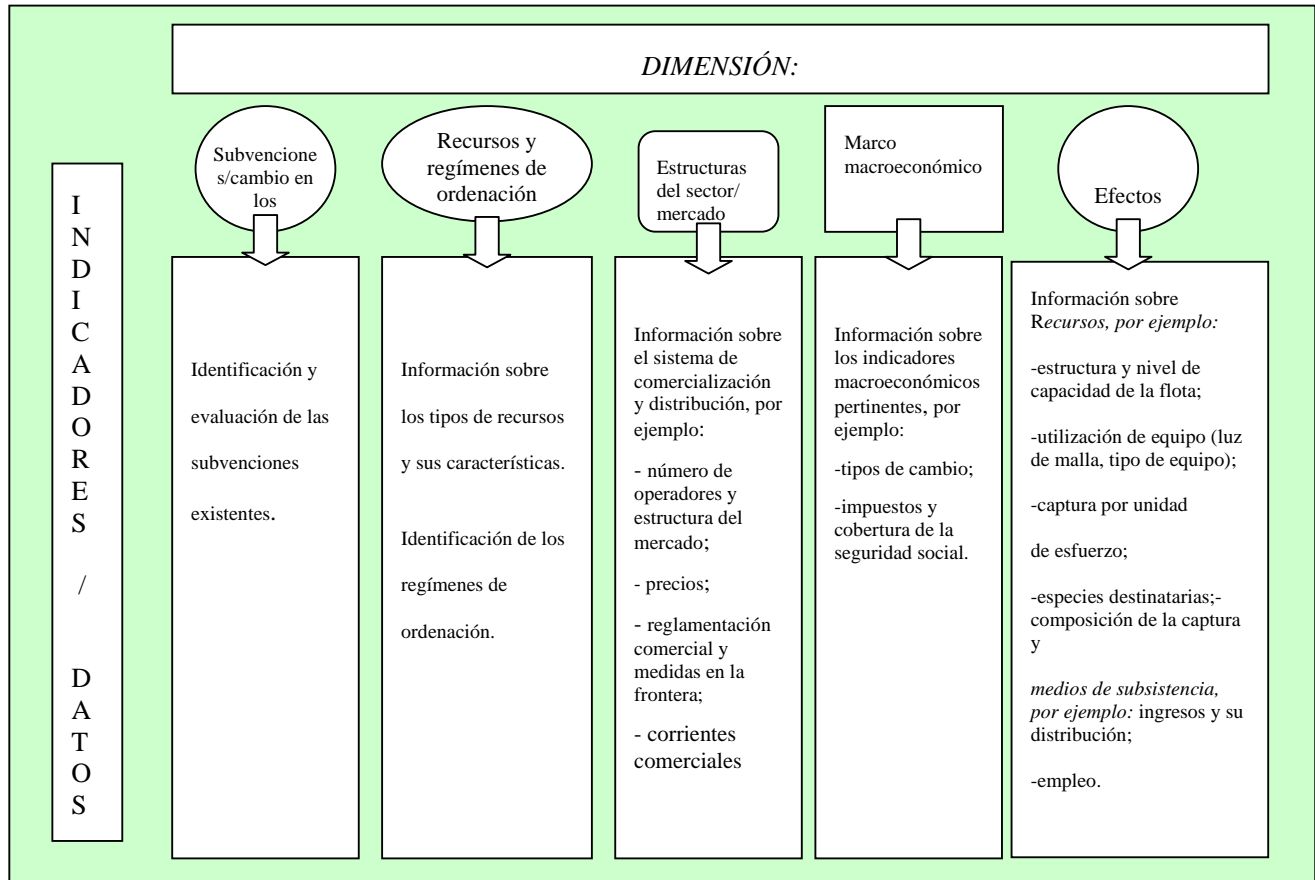 DIMENSIÓN:
Subvencione
s/cambio en
los
Recursos y
regímenes de
ordenación
Estructuras
del sector/
mercado
Marco
macroeconómico
Efectos
I
N
D
I
C
A
D
O
R
E
S
/
D
A
T
O
S
Identificación y
evaluación de las
subvenciones
existentes.
Información sobre
los tipos de recursos
y sus características.
Identificación de los
regímenes de
ordenación.
Información sobre
el sistema de
comercialización
y distribución, por
ejemplo:
- número de
operadores y
estructura del
mercado;
- precios;
- reglamentación
comercial y
medidas en la
frontera;
- corrientes
comerciales
Información sobre
los indicadores
macroeconómicos
pertinentes, por
ejemplo:
-tipos de cambio;
-impuestos y
cobertura de la
seguridad social.
Información sobre
Recursos, por ejemplo:
-estructura y nivel de
capacidad de la flota;
-utilización de equipo (luz
de malla, tipo de equipo);
-captura por unidad
de esfuerzo;
-especies destinatarias;-
composición de la captura
y
medios de subsistencia,
por ejemplo: ingresos y su
distribución;
-empleo.